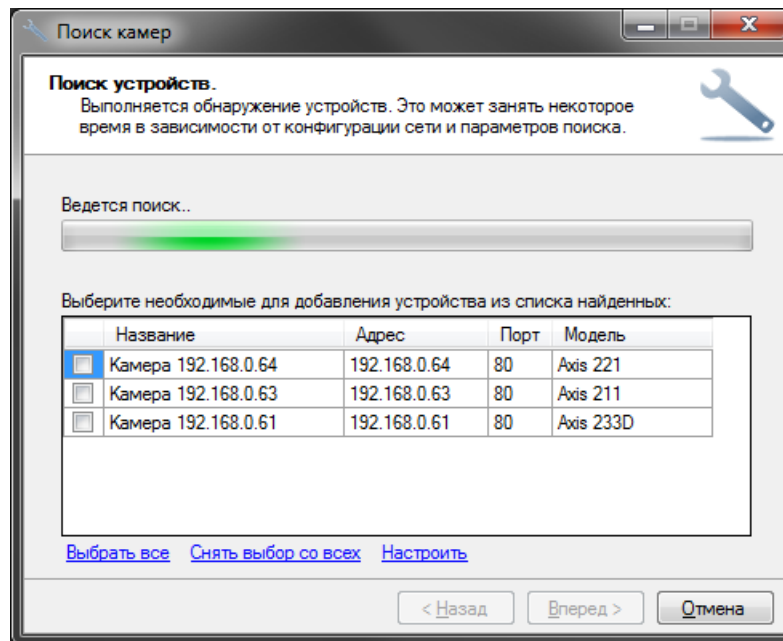 Поиск камер
Поиск устройств.
Выполняется обнаружение устройств. Это может занять некоторое
время в зависимости от конфигурации сети и параметров поиска.
Ведется поиск..
Выберите необходимые для добавления устройства из списка найденных:
Название Адрес Порт Модель
Камера 192.168.0.64 192.168.0.64 80 Axis 221
Камера 192.168.0.63 192.168.0.63 80 Axis 211
Камера 192.168.0.61 192.168.0.61 80 Axis 233D
Выбрать все Снять выбор со всех Настроить
< Назад Вперед > Отмена